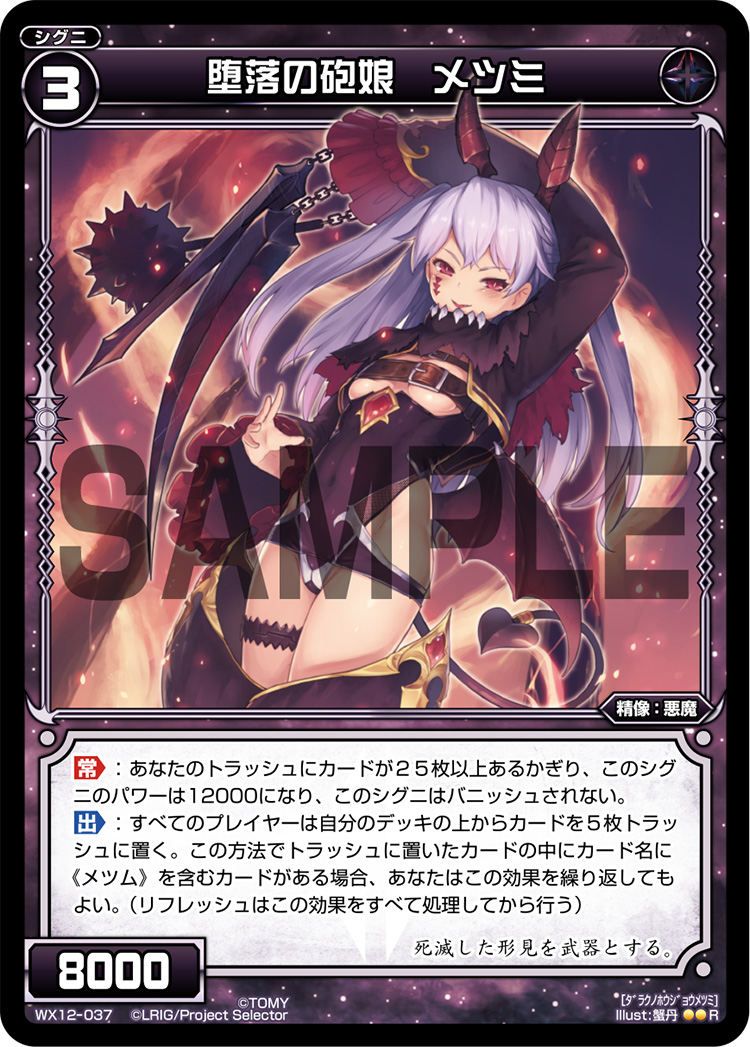 シグニ
3
堕落の砲娘　メツミ
SAMPLE
精像：悪魔
常：あなたのトラッシュにカードが２５枚以上あるかぎり、このシグ
ニのパワーは12000になり、このシグニはバニッシュされない。
出：すべてのプレイヤーは自分のデッキの上からカードを５枚トラッ
シュに置く。この方法でトラッシュに置いたカードの中にカード名に
《メツム》を含むカードがある場合、あなたはこの効果を繰り返しても
よい。（リフレッシュはこの効果をすべて処理してから行う）
死滅した形見を武器とする。
8000
WX12-037 ©LRIG/Project Selector
©TOMY
[ﾀﾞﾗｸﾉﾎｳｼﾞｮｳﾒﾂﾐ]
Illust:蟹丹 R